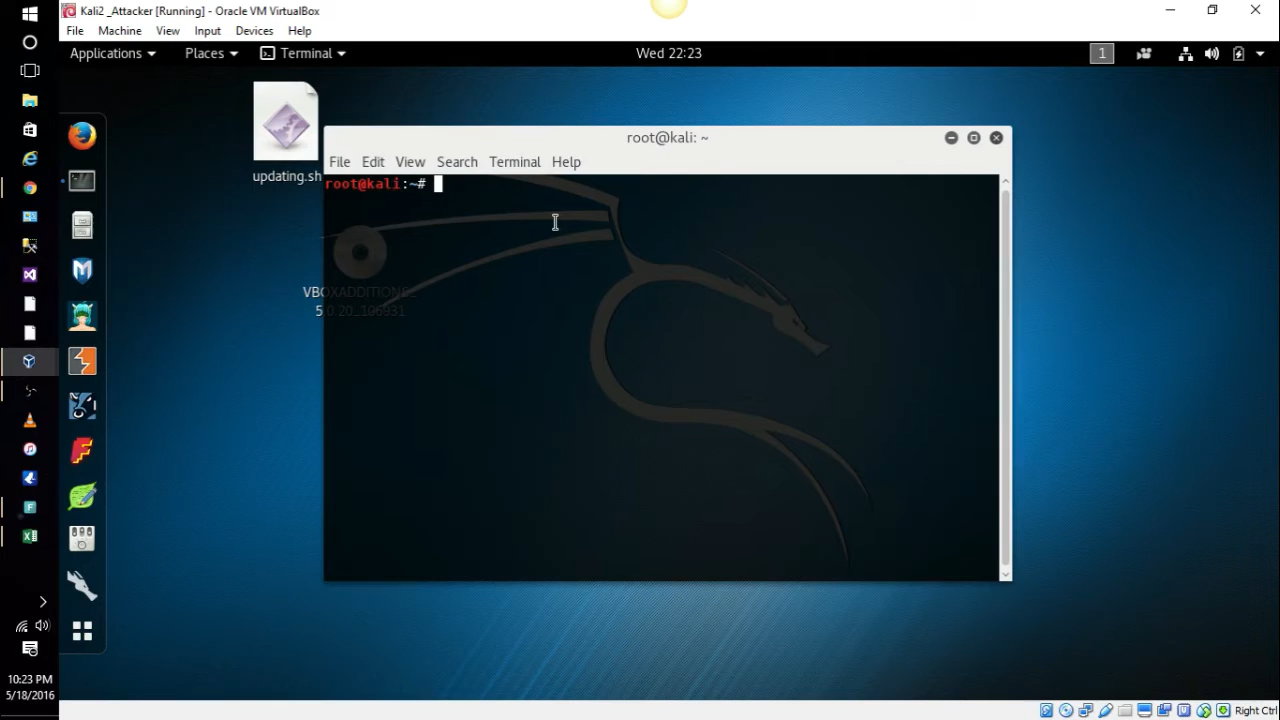 Kali2 _Attacker [Running] - Oracle VM VirtualBox
File Machine View Input Devices Help
Applications Places Terminal Wed 22:23 1
root@kali: ~
File Edit View Search Terminal Help
updating.sh
root@kali:~#
10:23 PM
5/18/2016
Right Ctrl